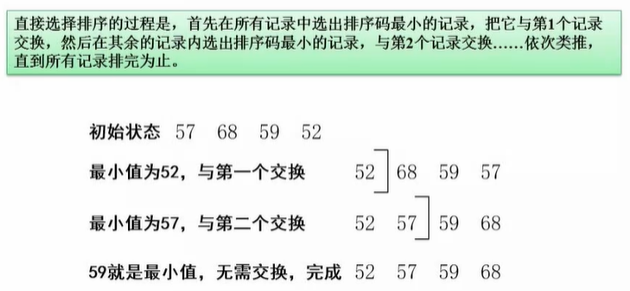 直接选择排序的过程是，首先在所有记录中选出排序码最小的记录，把它与第1个记录
交换，然后在其余的记录内选出排序码最小的记录，与第2个记录交换……依次类推，
直到所有记录排完为止。
初始状态 57 68 59 52
最小值为52，与第一个交换 52 68 59 57
最小值为57，与第二个交换 52 57 59 68
59就是最小值，无需交换，完成 52 57 59 68